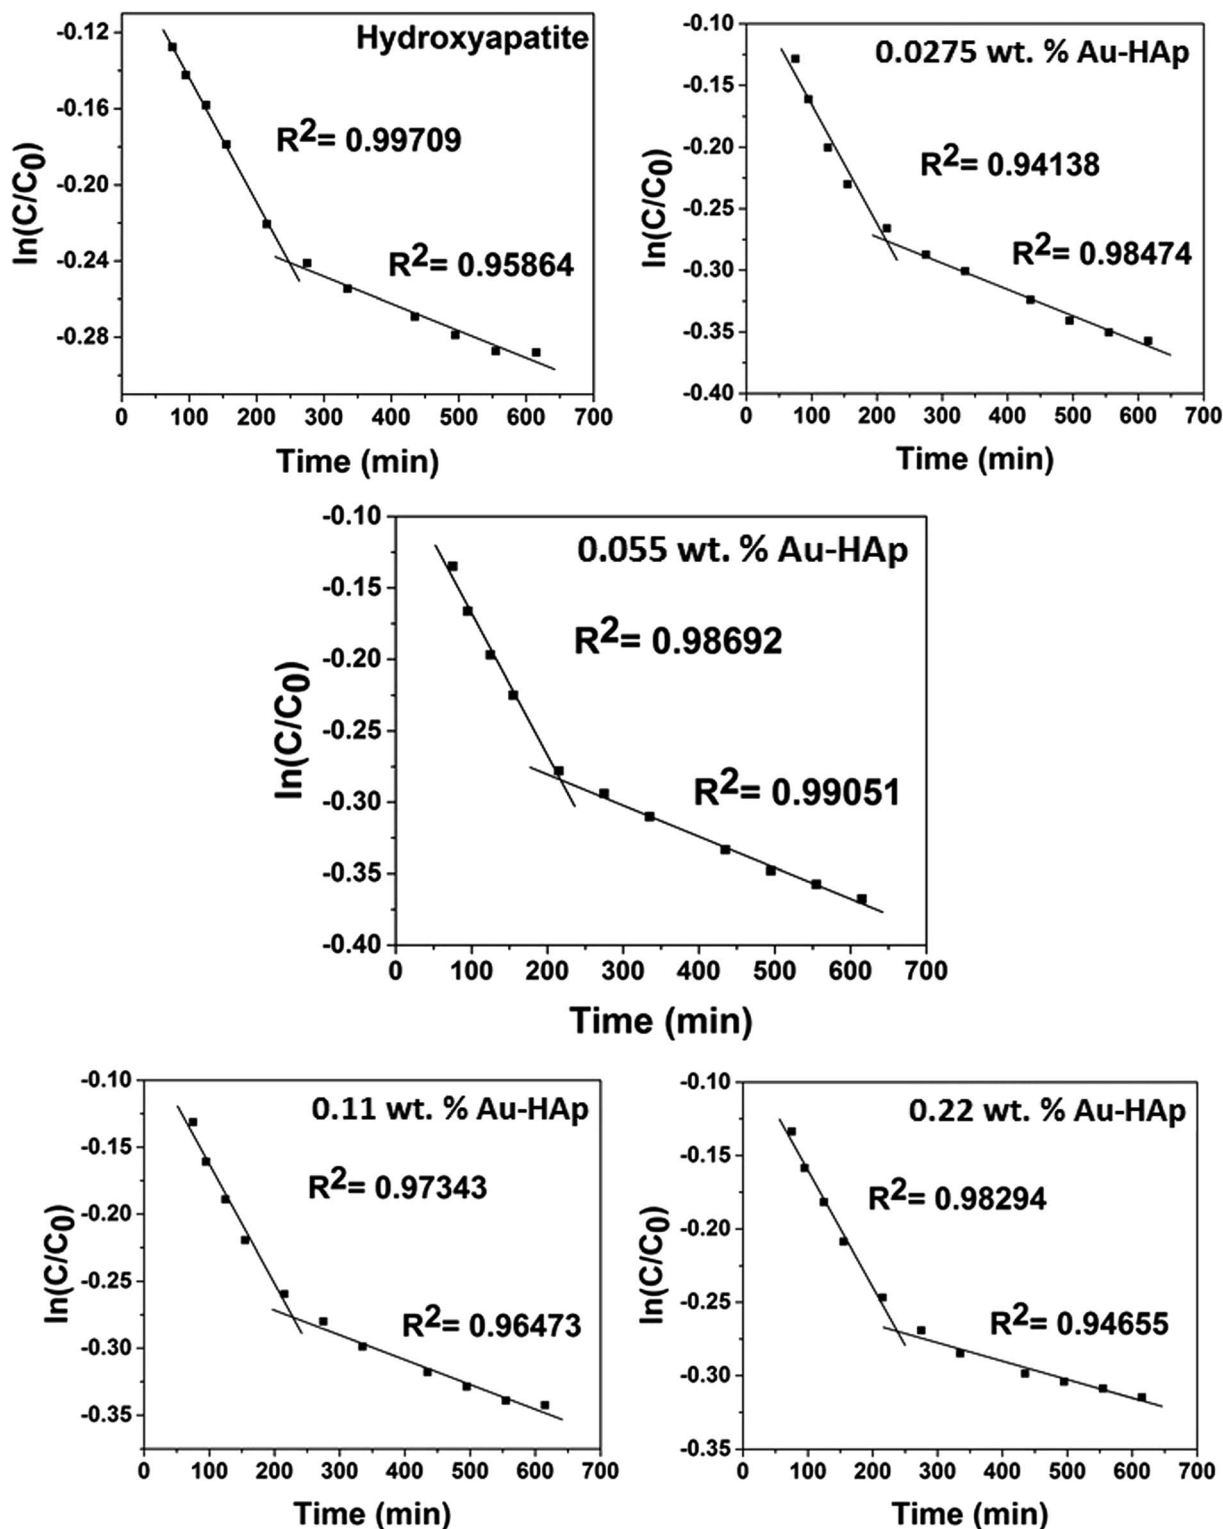 Hydroxyapatite
-0.12
-0.16
-0.20
-0.24
-0.28
ln(C/C0)
R2= 0.99709
R2= 0.95864
0 100 200 300 400 500 600 700
Time (min)
0.0275 wt. % Au-HAp
-0.10
-0.15
-0.20
-0.25
-0.30
-0.35
-0.40
ln(C/C0)
R2= 0.94138
R2= 0.98474
0 100 200 300 400 500 600 700
Time (min)
0.055 wt. % Au-HAp
-0.10
-0.15
-0.20
-0.25
-0.30
-0.35
-0.40
ln(C/C0)
R2= 0.98692
R2= 0.99051
0 100 200 300 400 500 600 700
Time (min)
0.11 wt. % Au-HAp
-0.10
-0.15
-0.20
-0.25
-0.30
-0.35
ln(C/C0)
R2= 0.97343
R2= 0.96473
0 100 200 300 400 500 600 700
Time (min)
0.22 wt. % Au-HAp
-0.10
-0.15
-0.20
-0.25
-0.30
-0.35
ln(C/C0)
R2= 0.98294
R2= 0.94655
0 100 200 300 400 500 600 700
Time (min)